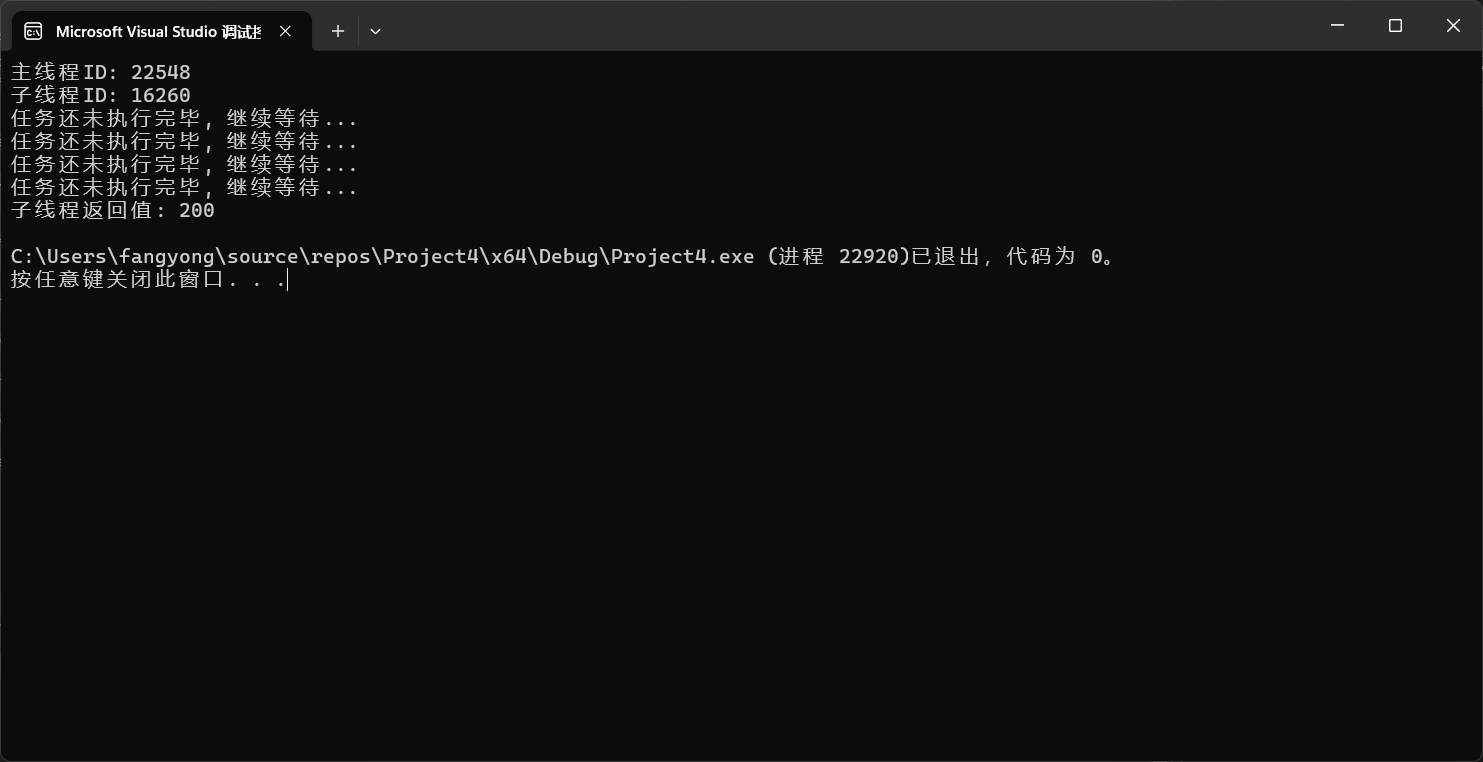 Microsoft Visual Studio 调试
主线程ID: 22548
子线程ID: 16260
任务还未执行完毕, 继续等待...
任务还未执行完毕, 继续等待...
任务还未执行完毕, 继续等待...
任务还未执行完毕, 继续等待...
子线程返回值: 200
C:\Users\fangyong\source\repos\Project4\x64\Debug\Project4.exe (进程 22920)已退出，代码为 0。
按任意键关闭此窗口. . .